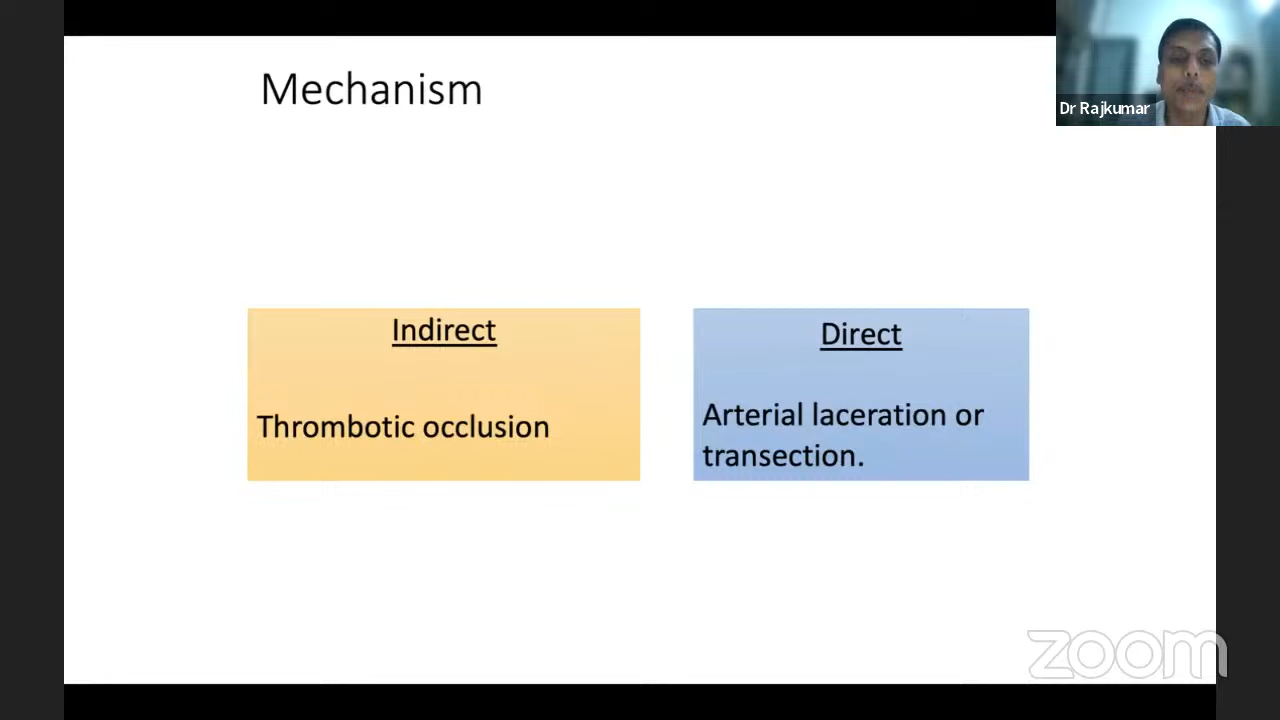 Mechanism
Dr Rajkumar
Indirect
Thrombotic occlusion
Direct
Arterial laceration or
transection.
zoom